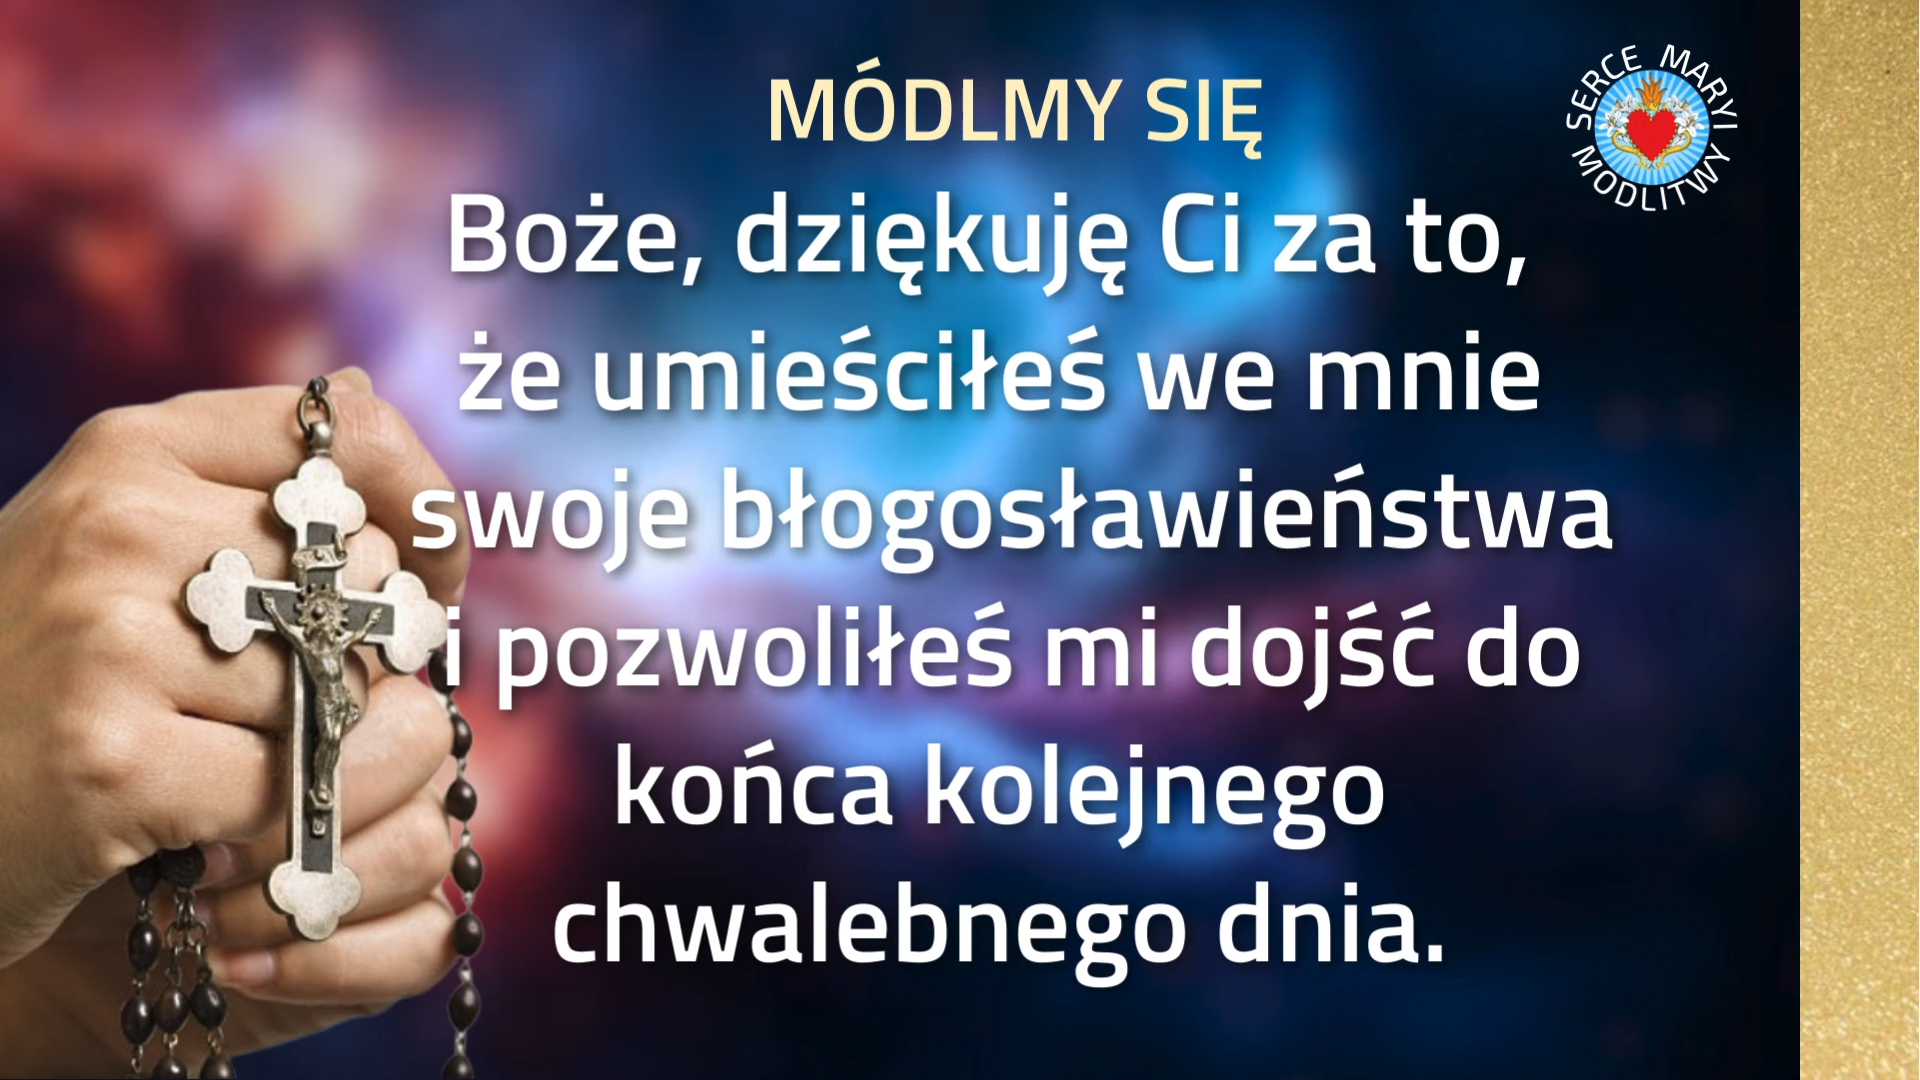 MÓDLMY SIĘ
SERCE MARYI
MODLITWY
Boże, dziękuję Ci za to,
że umieściłeś we mnie
swoje błogosławieństwa
i pozwoliłeś mi dojść do
końca kolejnego
chwalebnego dnia.